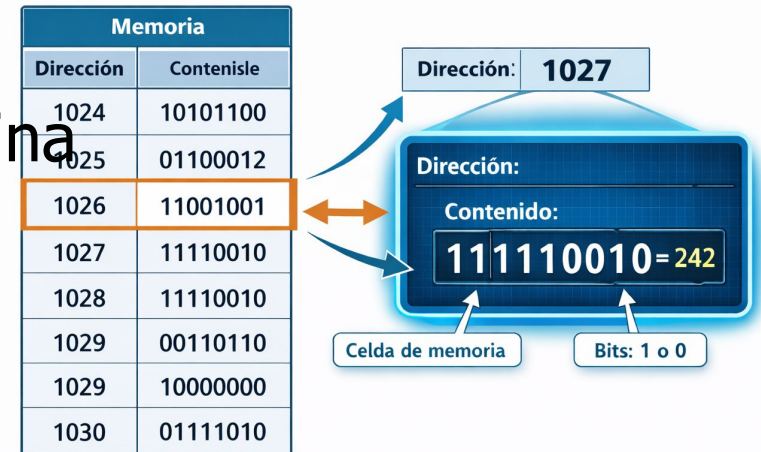 Memoria
Dirección Contenisle
1024 10101100
na
1025 01100012
1026 11001001
1027 11110010
1028 11110010
1029 00110110
1029 10000000
1030 01111010
Dirección: 1027
Dirección:
Contenido:
111110010 = 242
Celda de memoria
Bits: 1 o 0